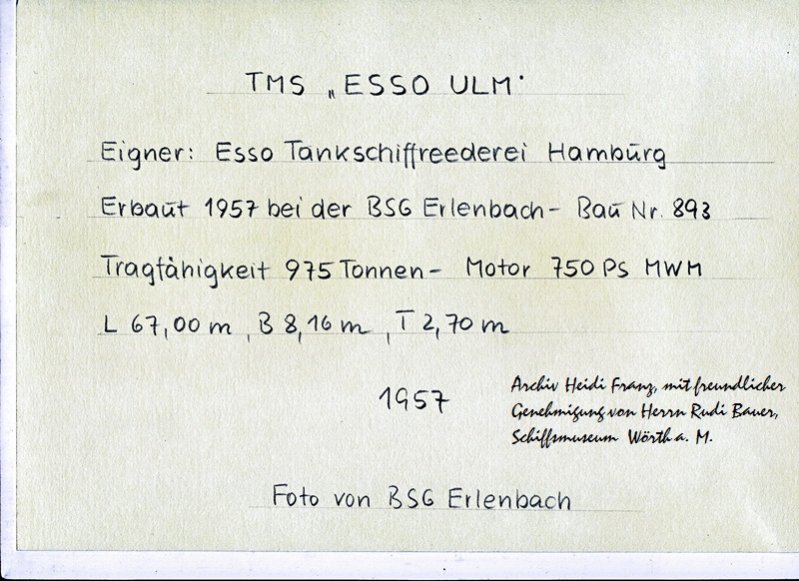 TMS „ESSO ULM"
Eigner: Esso Tankschiffreederei Hamburg
Erbaut 1957 bei der BSG Erlenbach – Bau Nr. 893
Tragfähigkeit 975 Tonnen – Motor 750 PS MWM
L 67,00 m, B 8,16 m, T 2,70 m
1957
Archiv Heidi Franz, mit freundlicher
Genehmigung von Herrn Rudi Bauer,
Schiffsmuseum Wörth a. M.
Foto von BSG Erlenbach